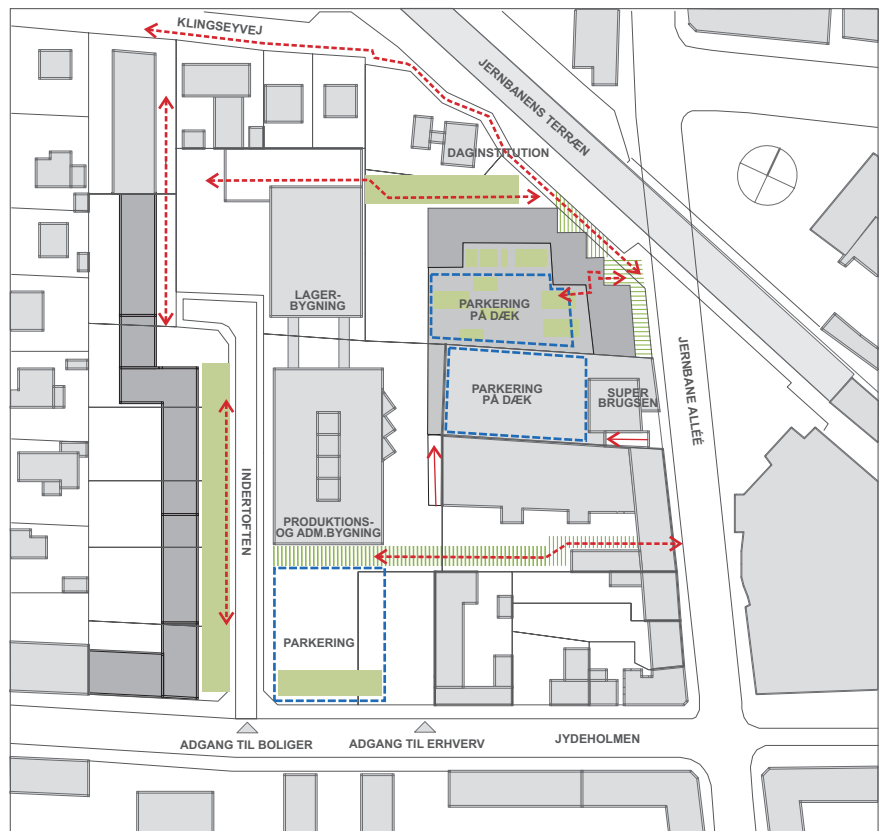 KLINGSEYVEJ
JERNBANENS TERRÆN
DAGINSTITUTION
LAGER-
BYGNING
PARKERING
PÅ DÆK
PARKERING
PÅ DÆK
SUPER
BRUGSEN
JERNBANE ALLÉÉ
INDERTOFTEN
PRODUKTIONS-
OG ADM.BYGNING
PARKERING
ADGANG TIL BOLIGER
ADGANG TIL ERHVERV
JYDEHOLMEN